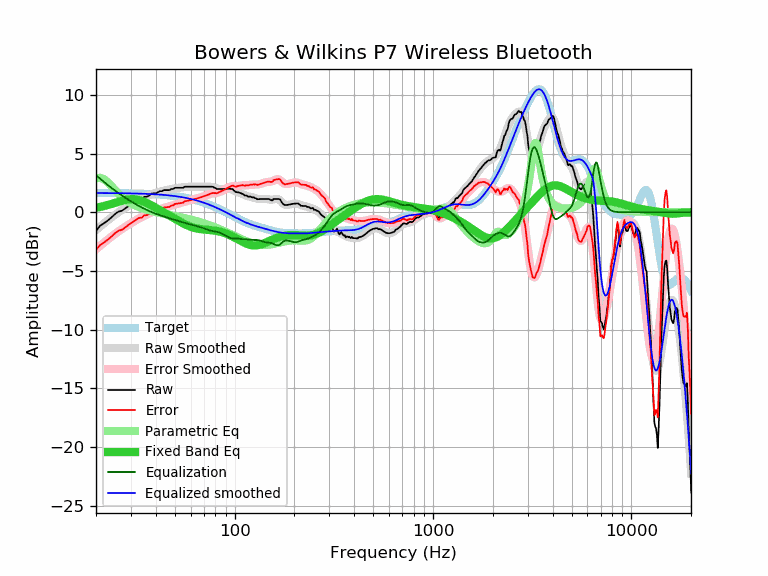 Bowers & Wilkins P7 Wireless Bluetooth
Amplitude (dBr)
10
5
0
−5
−10
−15
−20
−25
Target
Raw Smoothed
Error Smoothed
Raw
Error
Parametric Eq
Fixed Band Eq
Equalization
Equalized smoothed
100
1000
10000
Frequency (Hz)